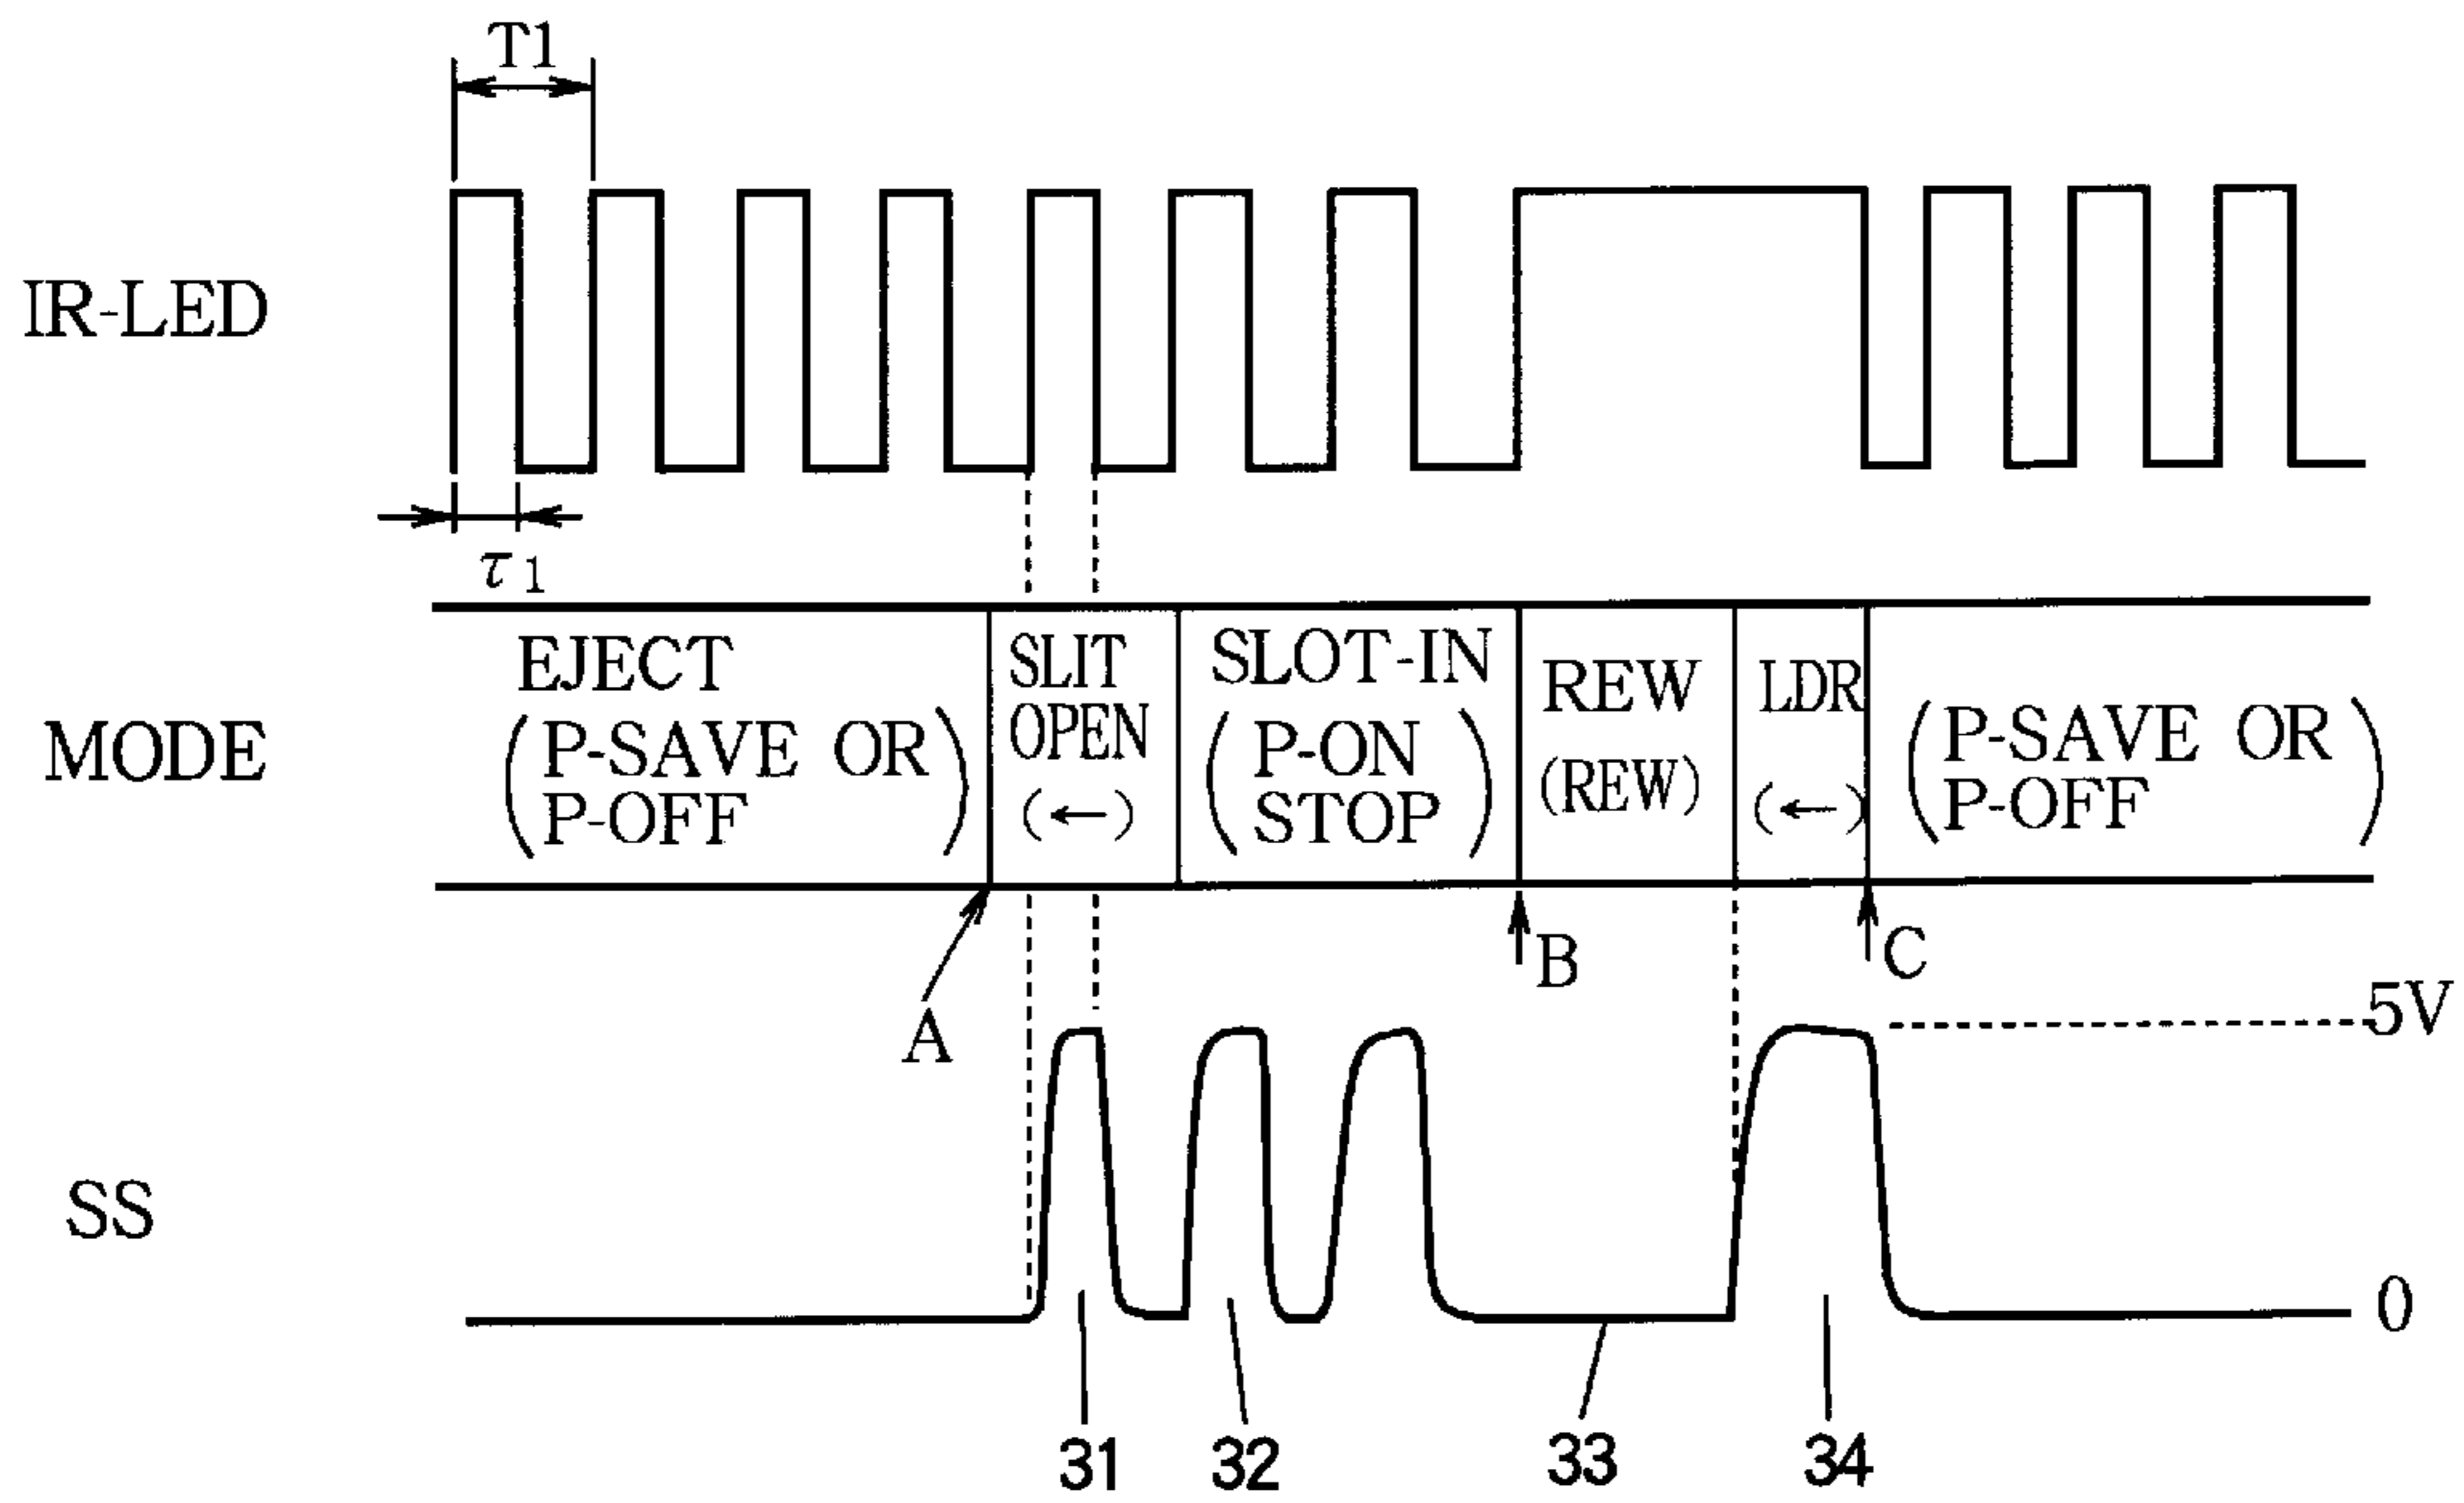 T1
IR-LED
τ1
MODE
EJECT
(P-SAVE OR
P-OFF)
SLIT
OPEN
(←)
SLOT-IN
(P-ON
STOP)
REW
(REW)
LDR
(←)
(P-SAVE OR
P-OFF)
A
B
C
5V
SS
0
31
32
33
34